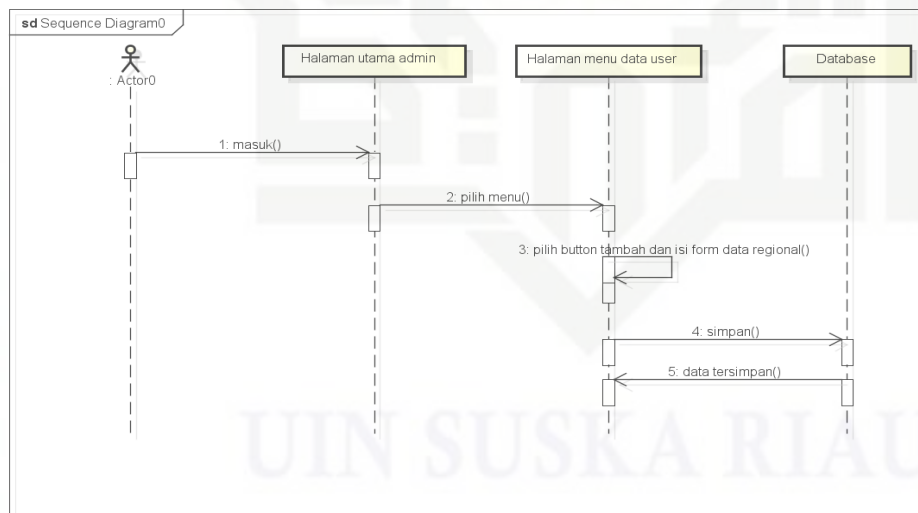 sd Sequence Diagram0
: Actor0
Halaman utama admin
Halaman menu data user
Database
1: masuk()
2: pilih menu()
3: pilih button tambah dan isi form data regional()
4: simpan()
5: data tersimpan()
UIN SUSKA RIAU